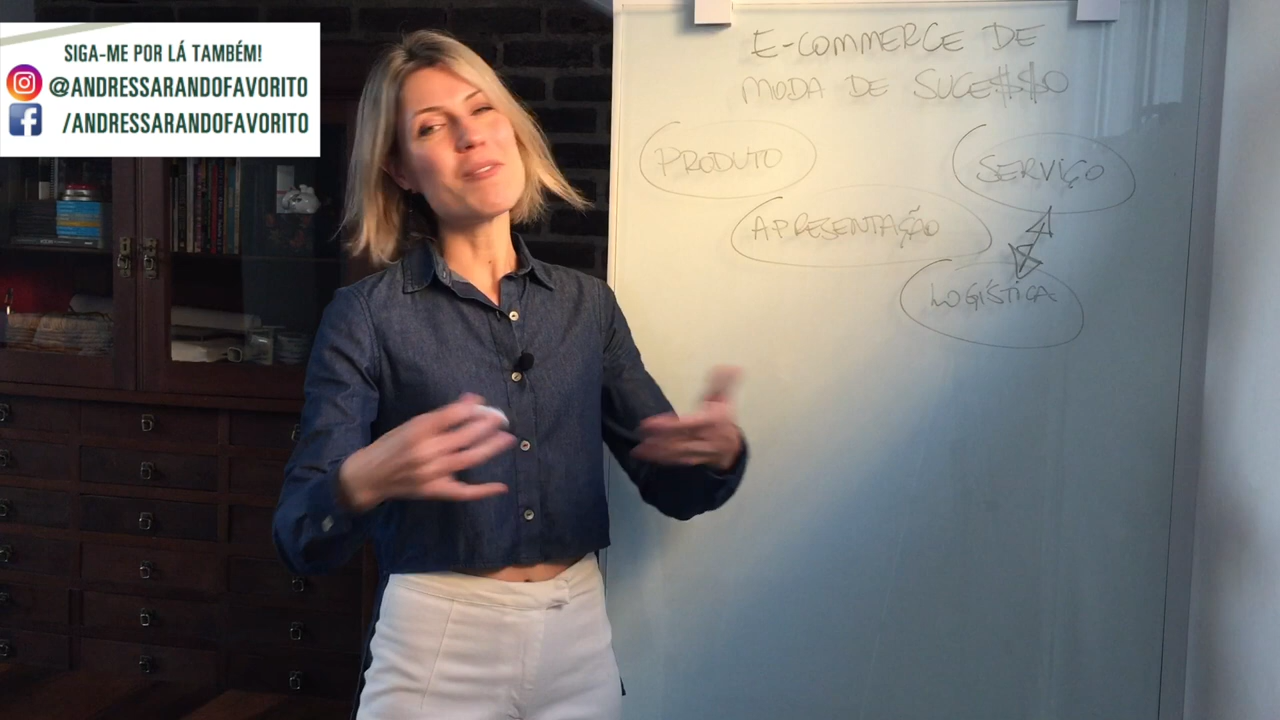 SIGA-ME POR LÁ TAMBÉM!
@ANDRESSARANDOFAVORITO
/ANDRESSARANDOFAVORITO
E-COMMERCE DE
MODA DE SUCE$$O
PRODUTO
SERVIÇO
APRESENTAÇÃO
LOGÍSTICA